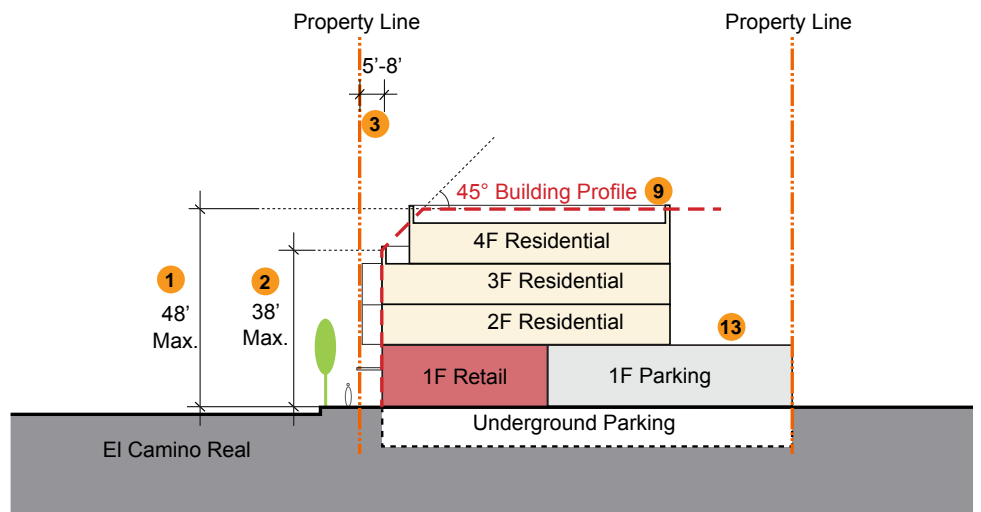 Property Line
Property Line
5’-8’
3
45° Building Profile
9
4F Residential
1
48’
Max.
2
38’
Max.
3F Residential
2F Residential
13
1F Retail
1F Parking
Underground Parking
El Camino Real